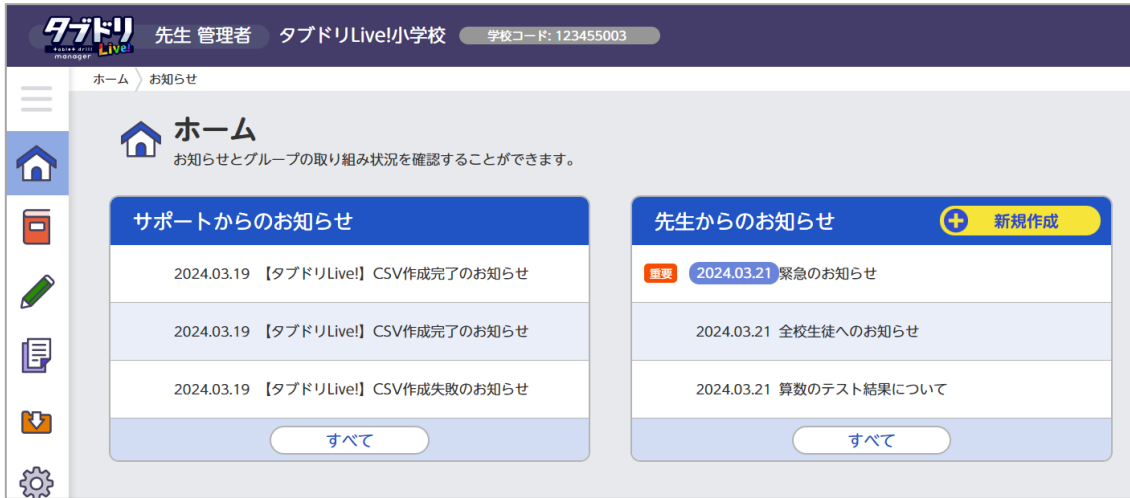 タブドリ
tablet drill
Live!
manager
先生 管理者 タブドリLive!小学校 学校コード: 123455003
ホーム 〉 お知らせ
ホーム
お知らせとグループの取り組み状況を確認することができます。
サポートからのお知らせ
2024.03.19 【タブドリLive!】CSV作成完了のお知らせ
2024.03.19 【タブドリLive!】CSV作成完了のお知らせ
2024.03.19 【タブドリLive!】CSV作成失敗のお知らせ
すべて
先生からのお知らせ
新規作成
重要 2024.03.21 緊急のお知らせ
2024.03.21 全校生徒へのお知らせ
2024.03.21 算数のテスト結果について
すべて